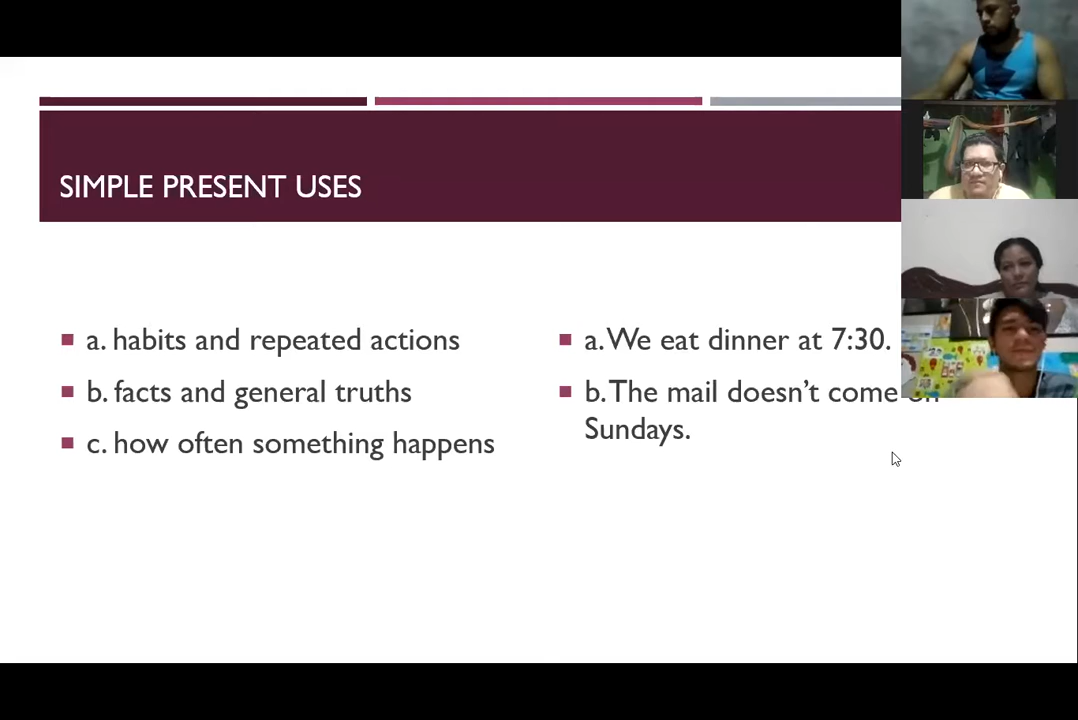 SIMPLE PRESENT USES
a. habits and repeated actions
b. facts and general truths
c. how often something happens
a. We eat dinner at 7:30.
b. The mail doesn't come on
Sundays.